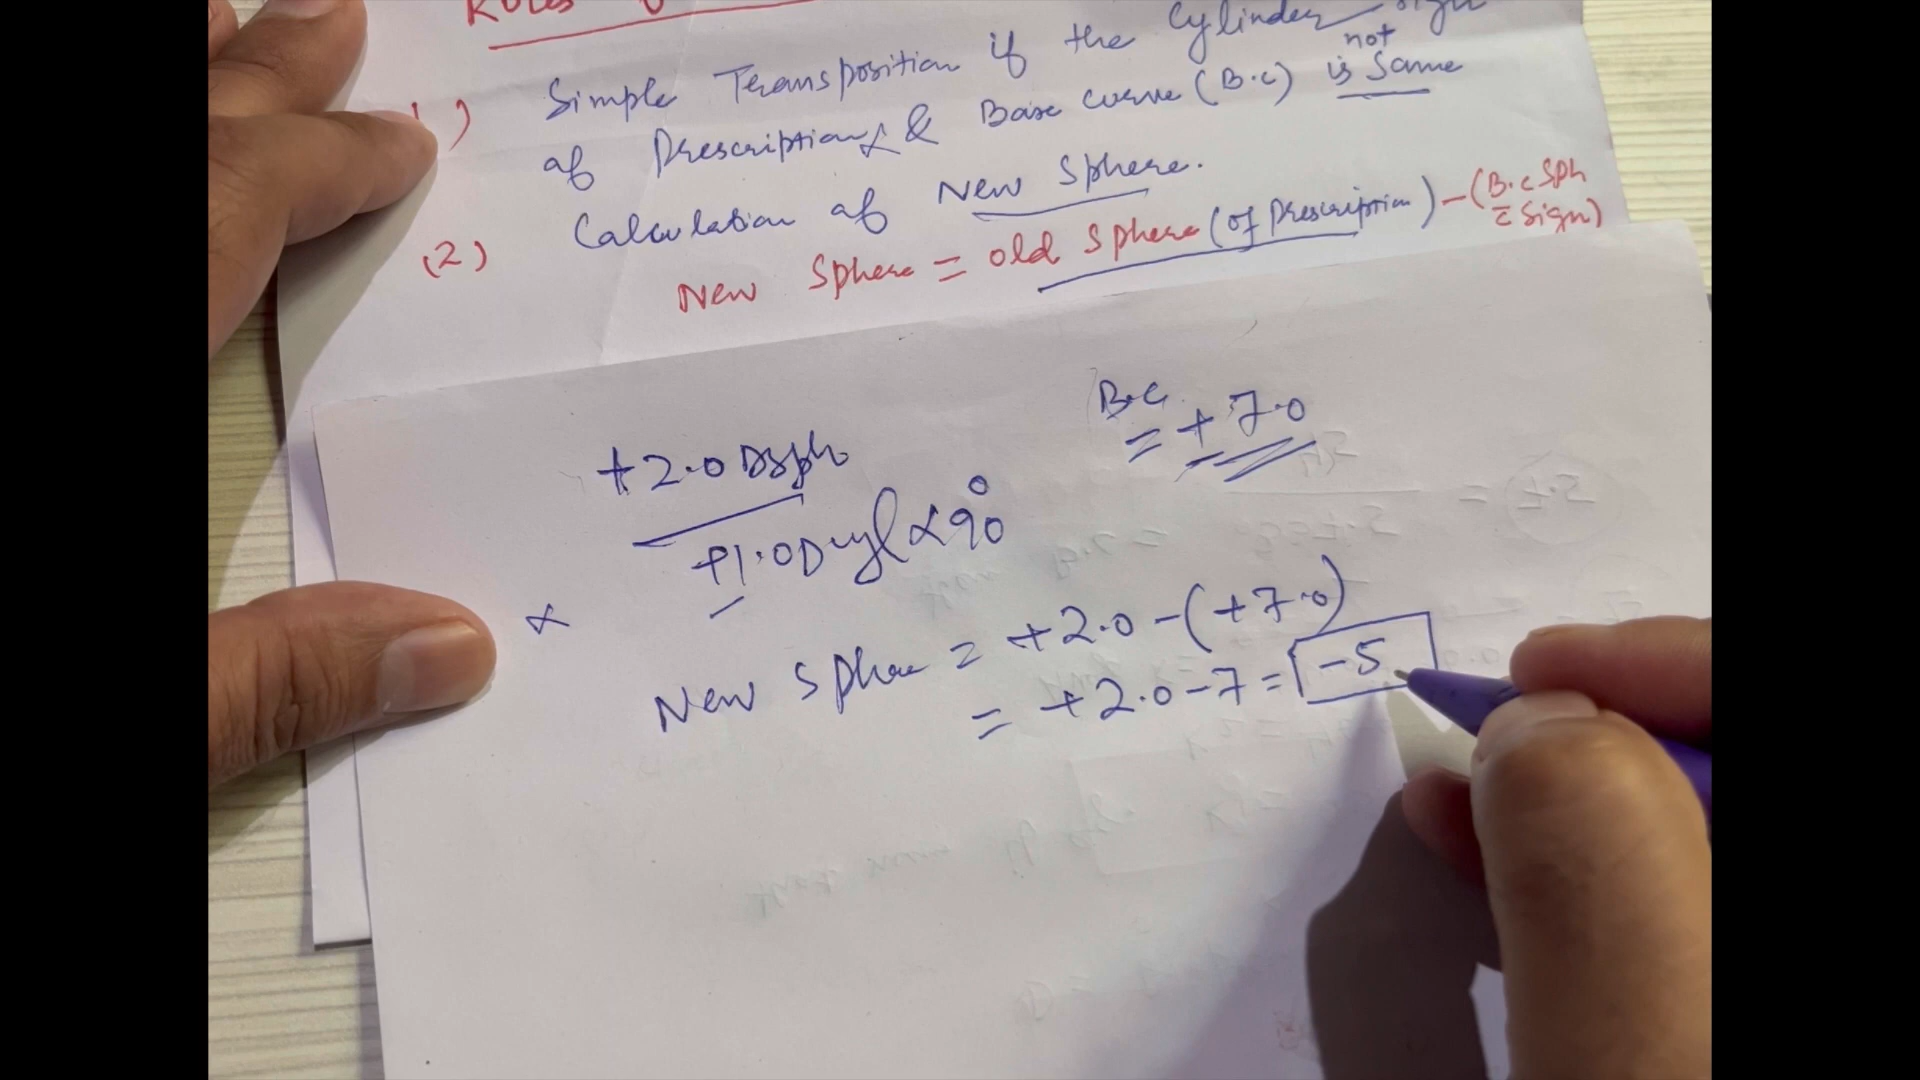 Rules
1) Simple Transposition if the Cylinder sign
of Prescription & Base curve (B.C) is not Same
(2) Calculation of New Sphere.
New Sphere = old Sphere (of Prescription) - (B.c Sph
c̄ Sign)
B.C.
= + 7.0
+2.0 Dsph
+1.0 Dcyl x 90°
New Sphere = +2.0 - (+7.0)
= +2.0 - 7 = -5